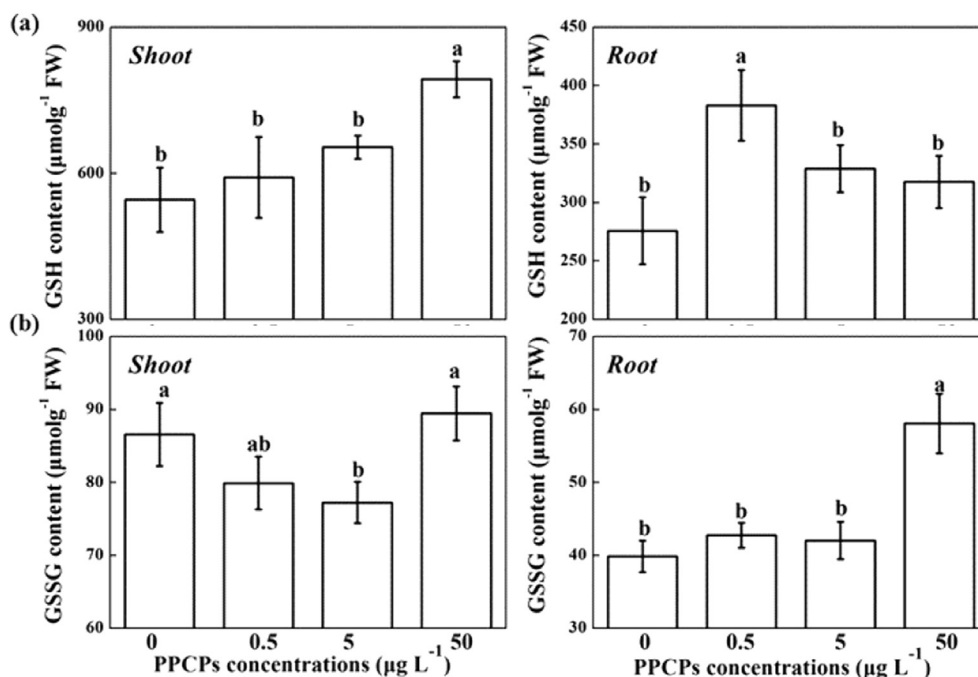 (a)
900
600
300
GSH content (µmolg⁻¹ FW)
Shoot
b
b
b
a
450
400
350
300
250
200
GSH content (µmolg⁻¹ FW)
Root
b
a
b
b
(b)
100
90
80
70
60
GSSG content (µmolg⁻¹ FW)
Shoot
a
ab
b
a
0 0.5 5 50
PPCPs concentrations (µg L⁻¹)
70
60
50
40
30
GSSG content (µmolg⁻¹ FW)
Root
b
b
b
a
0 0.5 5 50
PPCPs concentrations (µg L⁻¹)